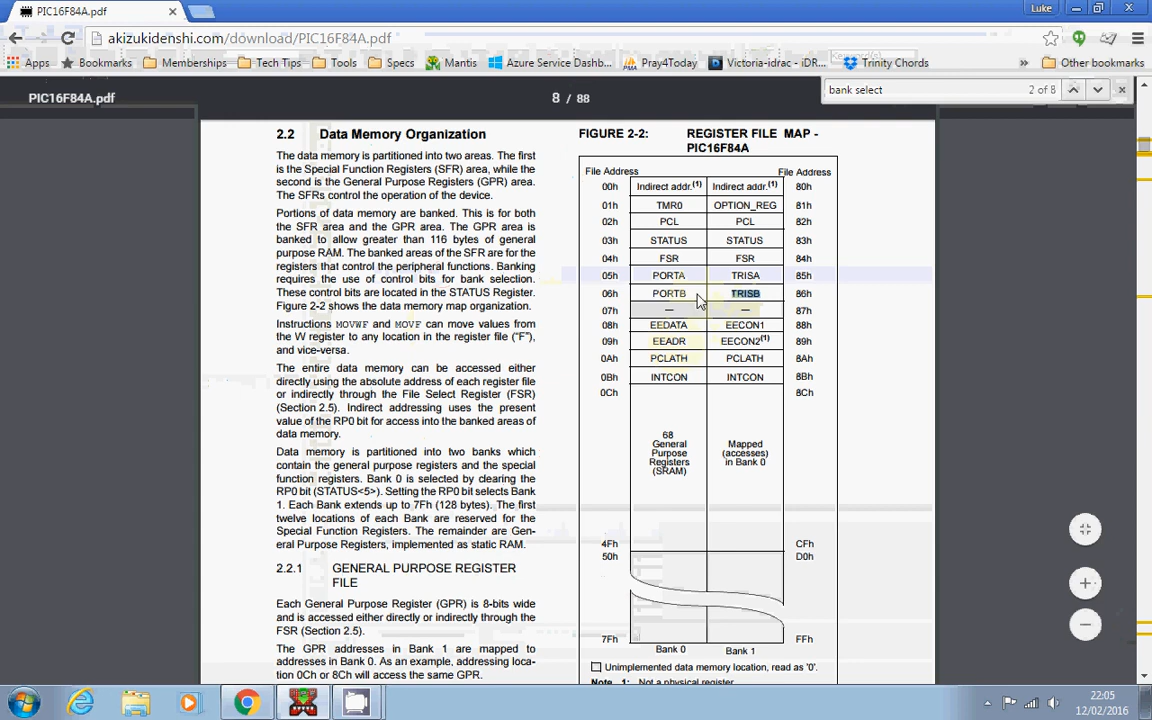 PIC16F84A.pdf
Luke
akizukidenshi.com/download/PIC16F84A.pdf
Apps Bookmarks Memberships Tech Tips Tools Specs Mantis Azure Service Dashb... Pray4Today Victoria-idrac - iDR... Trinity Chords » Other bookmarks
PIC16F84A.pdf
8 / 88
bank select 2 of 8
2.2 Data Memory Organization
The data memory is partitioned into two areas. The first
is the Special Function Registers (SFR) area, while the
second is the General Purpose Registers (GPR) area.
The SFRs control the operation of the device.
Portions of data memory are banked. This is for both
the SFR area and the GPR area. The GPR area is
banked to allow greater than 116 bytes of general
purpose RAM. The banked areas of the SFR are for the
registers that control the peripheral functions. Banking
requires the use of control bits for bank selection.
These control bits are located in the STATUS Register.
Figure 2-2 shows the data memory map organization.
Instructions MOVWF and MOVF can move values from
the W register to any location in the register file ("F"),
and vice-versa.
The entire data memory can be accessed either
directly using the absolute address of each register file
or indirectly through the File Select Register (FSR)
(Section 2.5). Indirect addressing uses the present
value of the RP0 bit for access into the banked areas of
data memory.
Data memory is partitioned into two banks which
contain the general purpose registers and the special
function registers. Bank 0 is selected by clearing the
RP0 bit (STATUS<5>). Setting the RP0 bit selects Bank
1. Each Bank extends up to 7Fh (128 bytes). The first
twelve locations of each Bank are reserved for the
Special Function Registers. The remainder are Gen-
eral Purpose Registers, implemented as static RAM.
2.2.1 GENERAL PURPOSE REGISTER
FILE
Each General Purpose Register (GPR) is 8-bits wide
and is accessed either directly or indirectly through the
FSR (Section 2.5).
The GPR addresses in Bank 1 are mapped to
addresses in Bank 0. As an example, addressing loca-
tion 0Ch or 8Ch will access the same GPR.
FIGURE 2-2: REGISTER FILE MAP -
PIC16F84A
File Address File Address
00h Indirect addr.(1) Indirect addr.(1) 80h
01h TMR0 OPTION_REG 81h
02h PCL PCL 82h
03h STATUS STATUS 83h
04h FSR FSR 84h
05h PORTA TRISA 85h
06h PORTB TRISB 86h
07h — — 87h
08h EEDATA EECON1 88h
09h EEADR EECON2(1) 89h
0Ah PCLATH PCLATH 8Ah
0Bh INTCON INTCON 8Bh
0Ch 8Ch
68
General
Purpose
Registers
(SRAM)
Mapped
(accesses)
in Bank 0
4Fh CFh
50h D0h
7Fh FFh
Bank 0 Bank 1
Unimplemented data memory location, read as '0'.
Note 1: Not a physical register.
22:05
12/02/2016